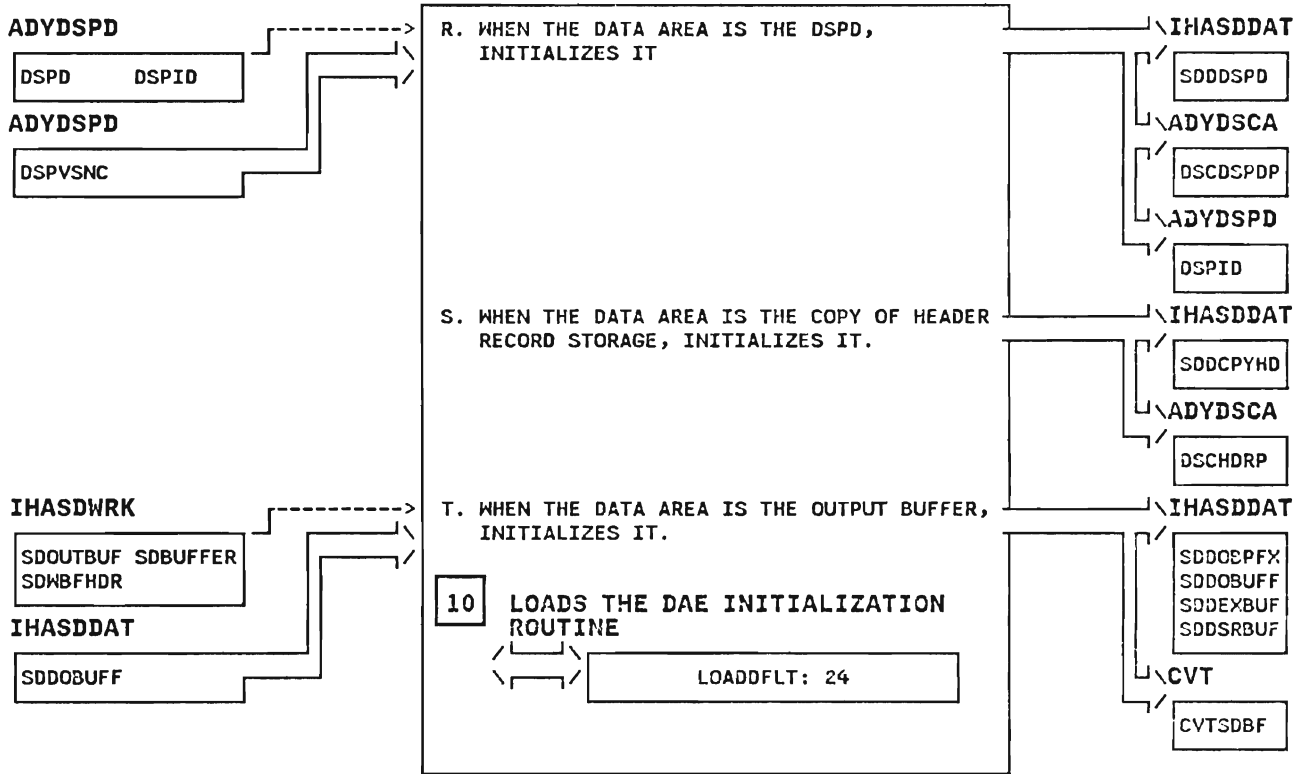 ADYDSPD
DSPD DSPID
ADYDSPD
DSPVSNC
R. WHEN THE DATA AREA IS THE DSPD,
INITIALIZES IT
IHASDDAT
SDDDSPD
ADYDSCA
DSCDSPDP
ADYDSPD
DSPID
S. WHEN THE DATA AREA IS THE COPY OF HEADER
RECORD STORAGE, INITIALIZES IT.
IHASDDAT
SDDCPYHD
ADYDSCA
DSCHDRP
IHASDWRK
SDOUTBUF SDBUFFER
SDWBFHDR
IHASDDAT
SDDOBUFF
T. WHEN THE DATA AREA IS THE OUTPUT BUFFER,
INITIALIZES IT.
10 LOADS THE DAE INITIALIZATION
ROUTINE
LOADDFLT: 24
IHASDDAT
SDDOBPFX
SDDOBUFF
SDDEXBUF
SDDSRBUF
CVT
CVTSDBF